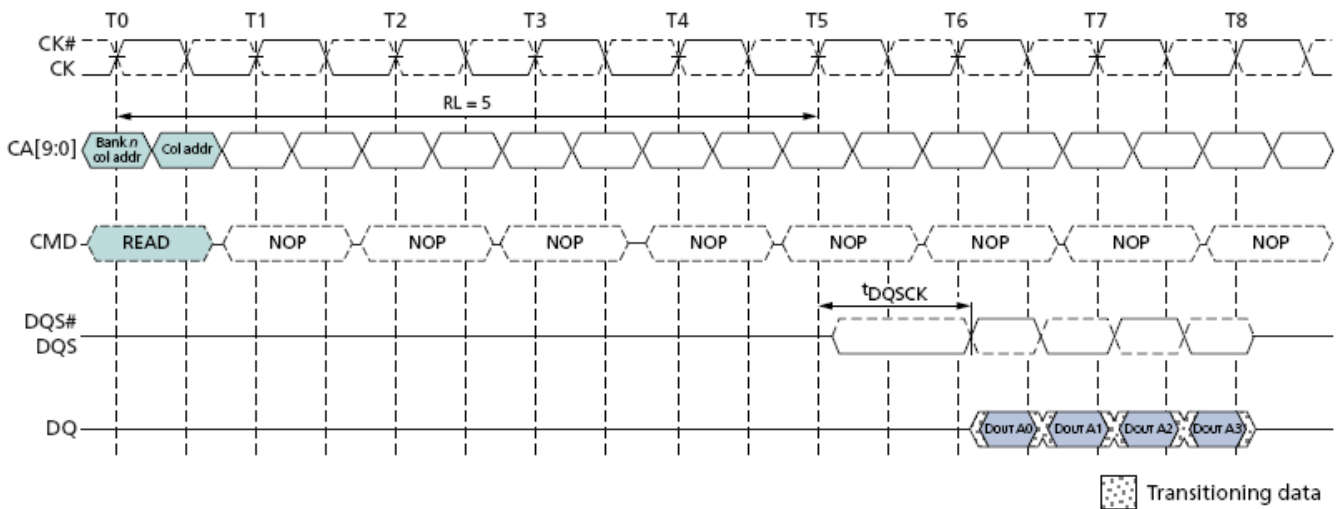 T0 T1 T2 T3 T4 T5 T6 T7 T8
CK#
CK
RL = 5
CA[9:0] Bank n col addr Col addr
CMD READ NOP NOP NOP NOP NOP NOP NOP NOP
tDQSCK
DQS#
DQS
DQ DOUT A0 DOUT A1 DOUT A2 DOUT A3
Transitioning data